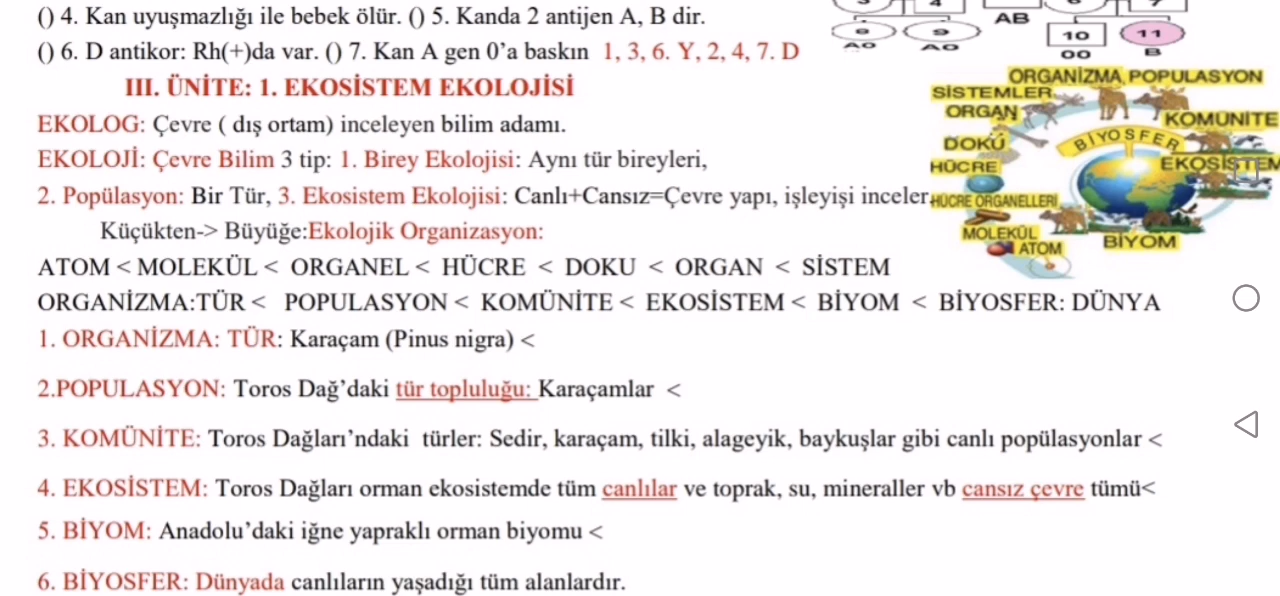 () 4. Kan uyuşmazlığı ile bebek ölür. () 5. Kanda 2 antijen A, B dir.
() 6. D antikor: Rh(+)da var. () 7. Kan A gen 0’a baskın 1, 3, 6. Y, 2, 4, 7. D
4
AB
9
AO
AO
10
11
OO
B
III. ÜNİTE: 1. EKOSİSTEM EKOLOJİSİ
EKOLOG: Çevre ( dış ortam) inceleyen bilim adamı.
EKOLOJİ: Çevre Bilim 3 tip: 1. Birey Ekolojisi: Aynı tür bireyleri,
2. Popülasyon: Bir Tür, 3. Ekosistem Ekolojisi: Canlı+Cansız=Çevre yapı, işleyişi inceler
Küçükten-> Büyüğe:Ekolojik Organizasyon:
ATOM < MOLEKÜL < ORGANEL < HÜCRE < DOKU < ORGAN < SİSTEM
ORGANİZMA:TÜR < POPULASYON < KOMÜNİTE < EKOSİSTEM < BİYOM < BİYOSFER: DÜNYA
1. ORGANİZMA: TÜR: Karaçam (Pinus nigra) <
2.POPULASYON: Toros Dağ’daki tür topluluğu: Karaçamlar <
3. KOMÜNİTE: Toros Dağları’ndaki türler: Sedir, karaçam, tilki, alageyik, baykuşlar gibi canlı popülasyonlar <
4. EKOSİSTEM: Toros Dağları orman ekosistemde tüm canlılar ve toprak, su, mineraller vb cansız çevre tümü<
5. BİYOM: Anadolu’daki iğne yapraklı orman biyomu <
6. BİYOSFER: Dünyada canlıların yaşadığı tüm alanlardır.
ORGANİZMA POPULASYON
SİSTEMLER
ORGAN
KOMÜNİTE
DOKU
BİYOSFER
HÜCRE
EKOSİSTEM
HÜCRE ORGANELLERİ
MOLEKÜL
BİYOM
ATOM